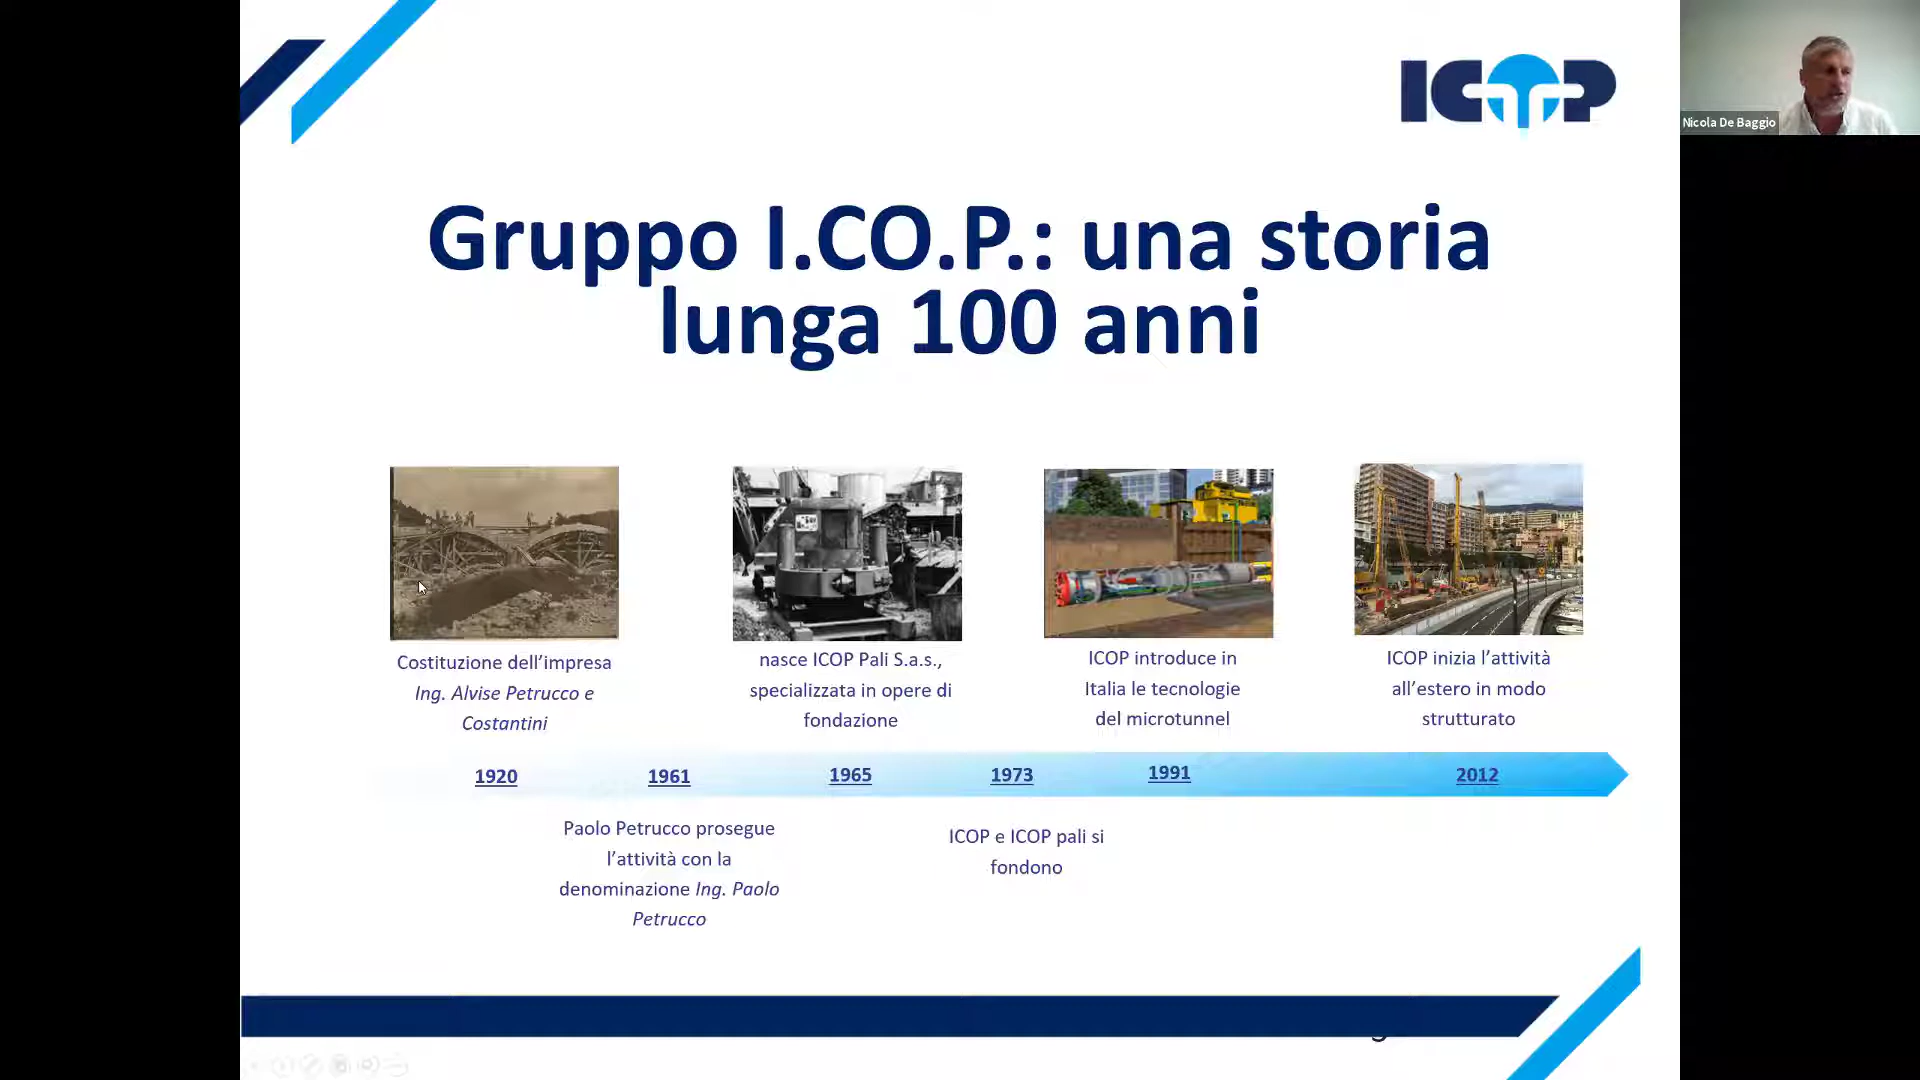 ICOP
Nicola De Baggio
Gruppo I.CO.P.: una storia
lunga 100 anni
Costituzione dell’impresa
Ing. Alvise Petrucco e
Costantini
nasce ICOP Pali S.a.s.,
specializzata in opere di
fondazione
ICOP introduce in
Italia le tecnologie
del microtunnel
ICOP inizia l’attività
all’estero in modo
strutturato
1920
1961
1965
1973
1991
2012
Paolo Petrucco prosegue
l’attività con la
denominazione Ing. Paolo
Petrucco
ICOP e ICOP pali si
fondono